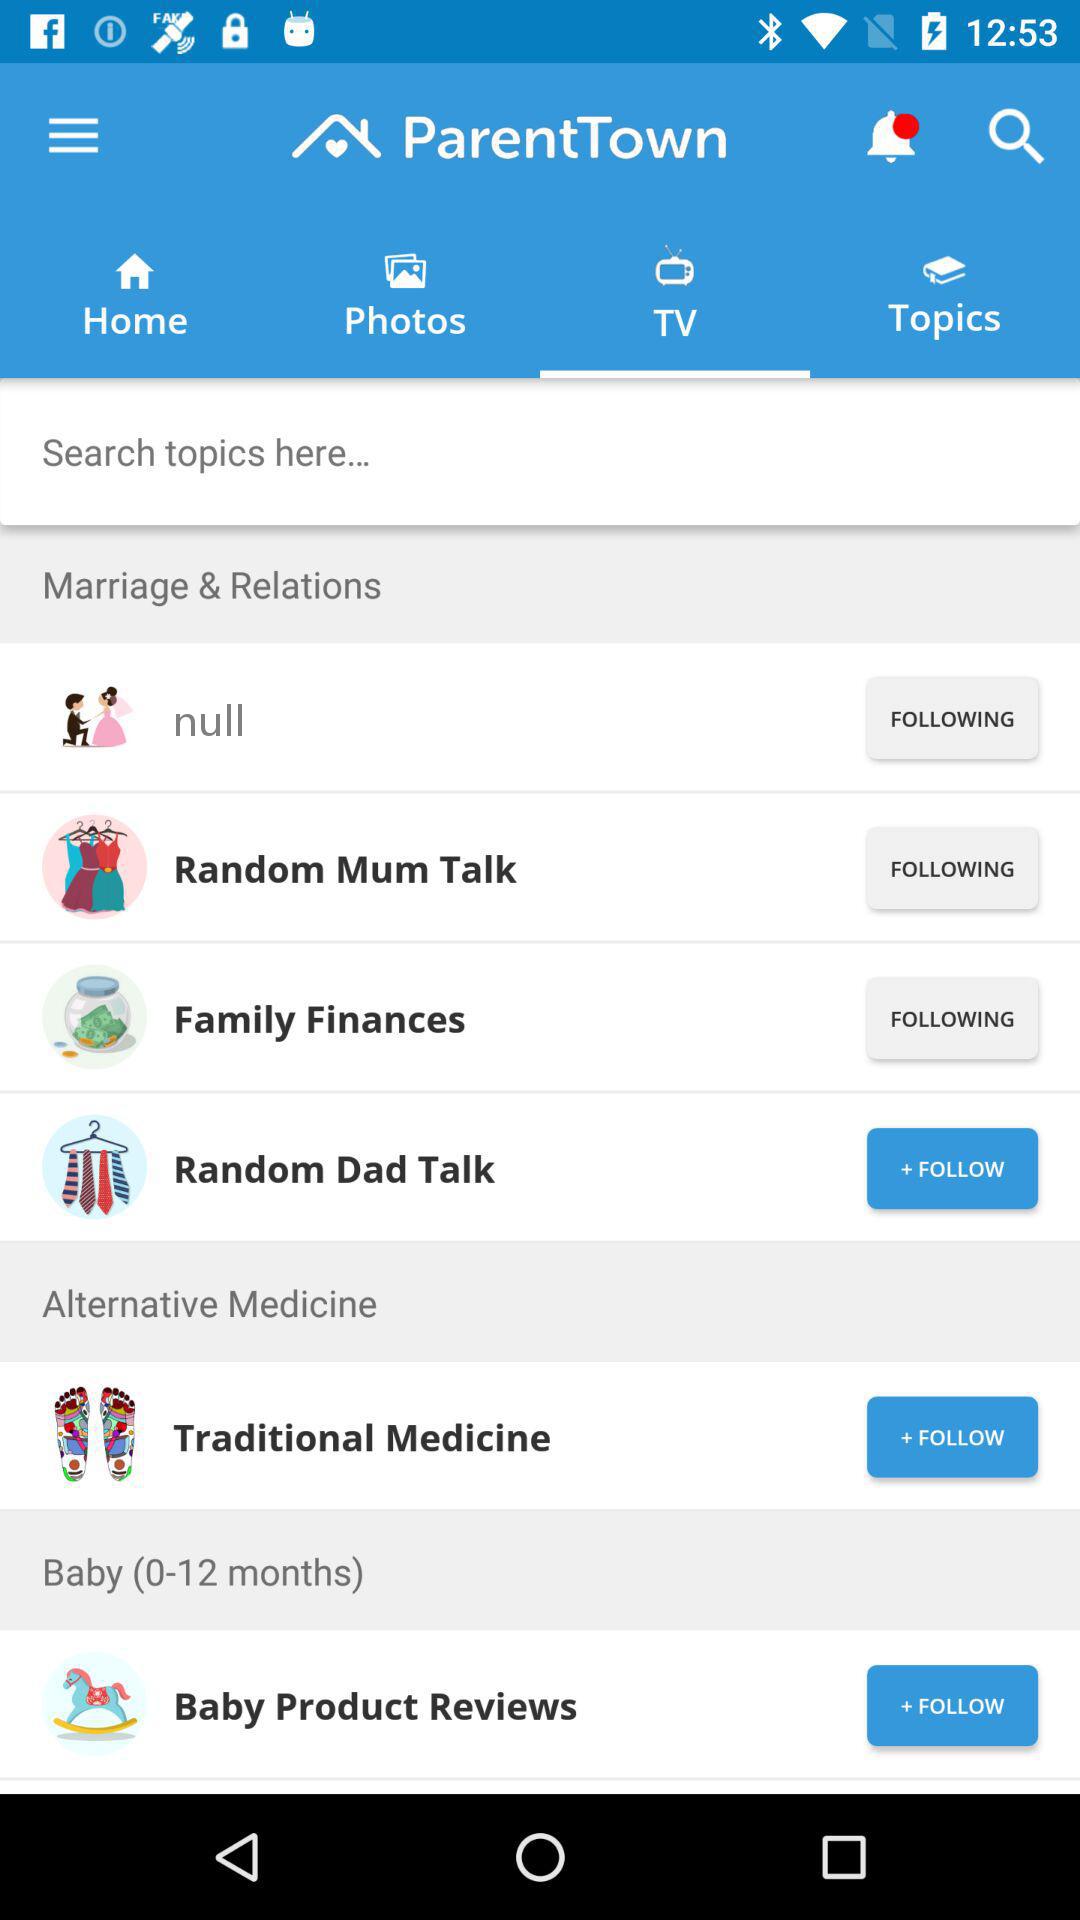 FAKE 12:53
ParentTown
Home Photos TV Topics
Search topics here...
Marriage & Relations
null FOLLOWING
Random Mum Talk FOLLOWING
Family Finances FOLLOWING
Random Dad Talk + FOLLOW
Alternative Medicine
Traditional Medicine + FOLLOW
Baby (0-12 months)
Baby Product Reviews + FOLLOW